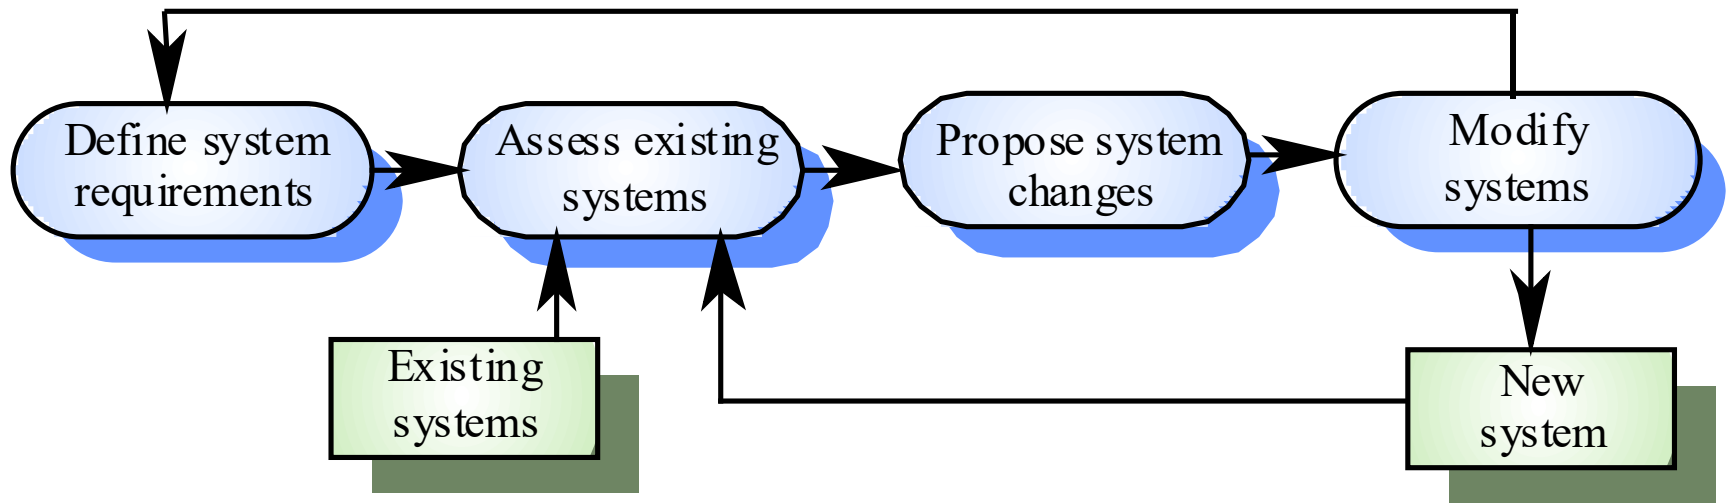 Define system
requirements
Assess existing
systems
Propose system
changes
Modify
systems
Existing
systems
New
system